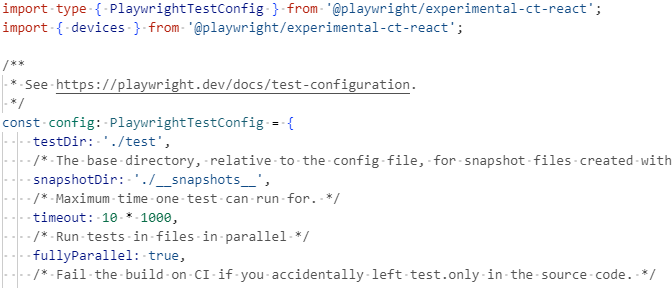 import type { PlaywrightTestConfig } from '@playwright/experimental-ct-react';
import { devices } from '@playwright/experimental-ct-react';

/**
 * See https://playwright.dev/docs/test-configuration.
 */
const config: PlaywrightTestConfig = {
    testDir: './test',
    /* The base directory, relative to the config file, for snapshot files created with
    snapshotDir: './__snapshots__',
    /* Maximum time one test can run for. */
    timeout: 10 * 1000,
    /* Run tests in files in parallel */
    fullyParallel: true,
    /* Fail the build on CI if you accidentally left test.only in the source code. */